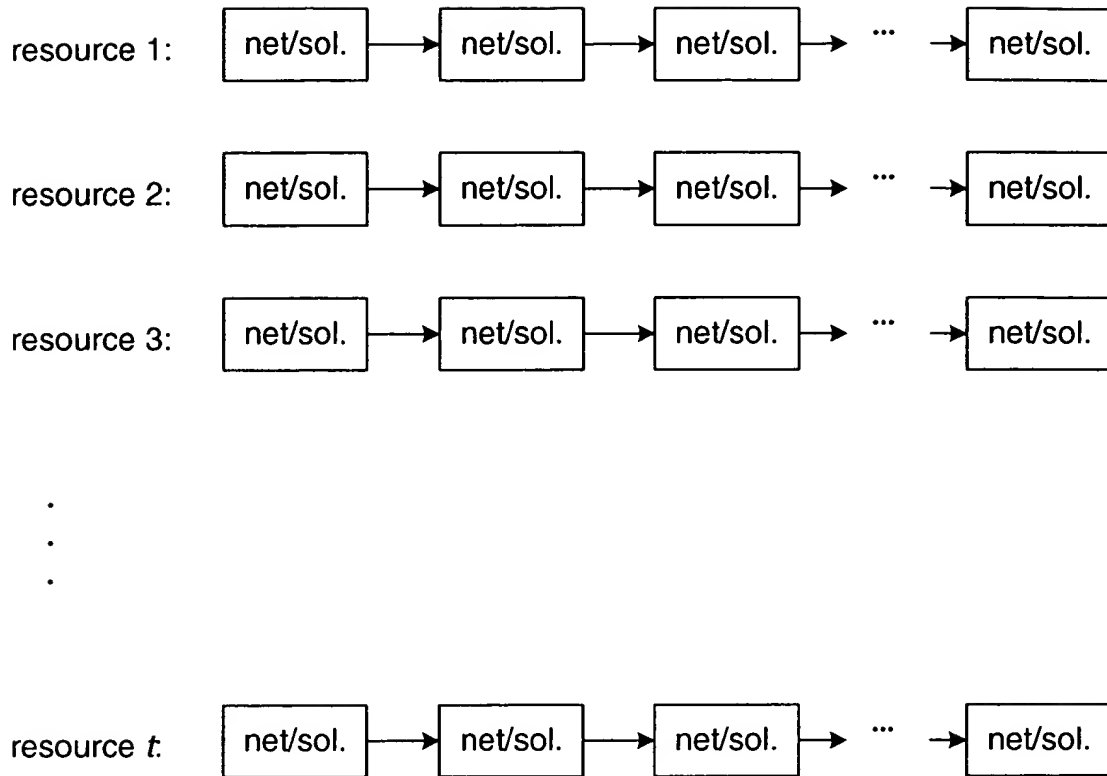 resource 1: net/sol. net/sol. net/sol. ... net/sol.
resource 2: net/sol. net/sol. net/sol. ... net/sol.
resource 3: net/sol. net/sol. net/sol. ... net/sol.
.
.
.
resource t: net/sol. net/sol. net/sol. ... net/sol.